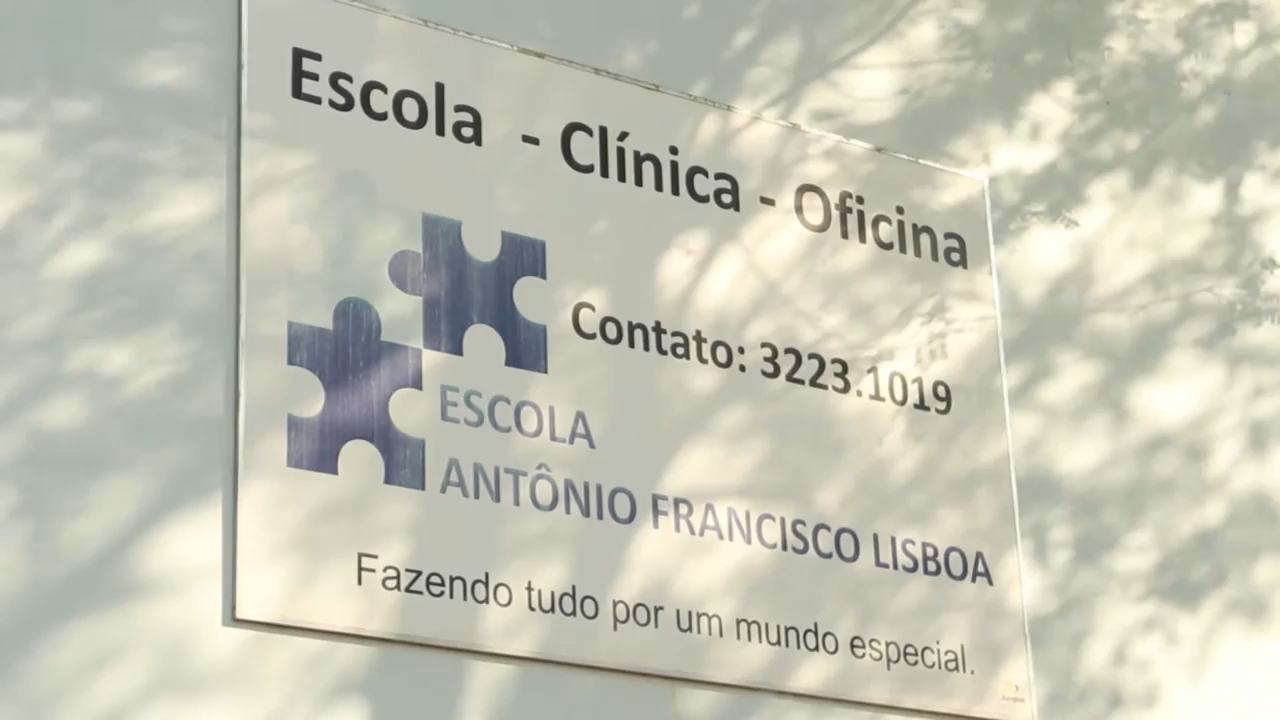 Escola - Clínica - Oficina
Contato: 3223.1019
ESCOLA
ANTÔNIO FRANCISCO LISBOA
Fazendo tudo por um mundo especial.